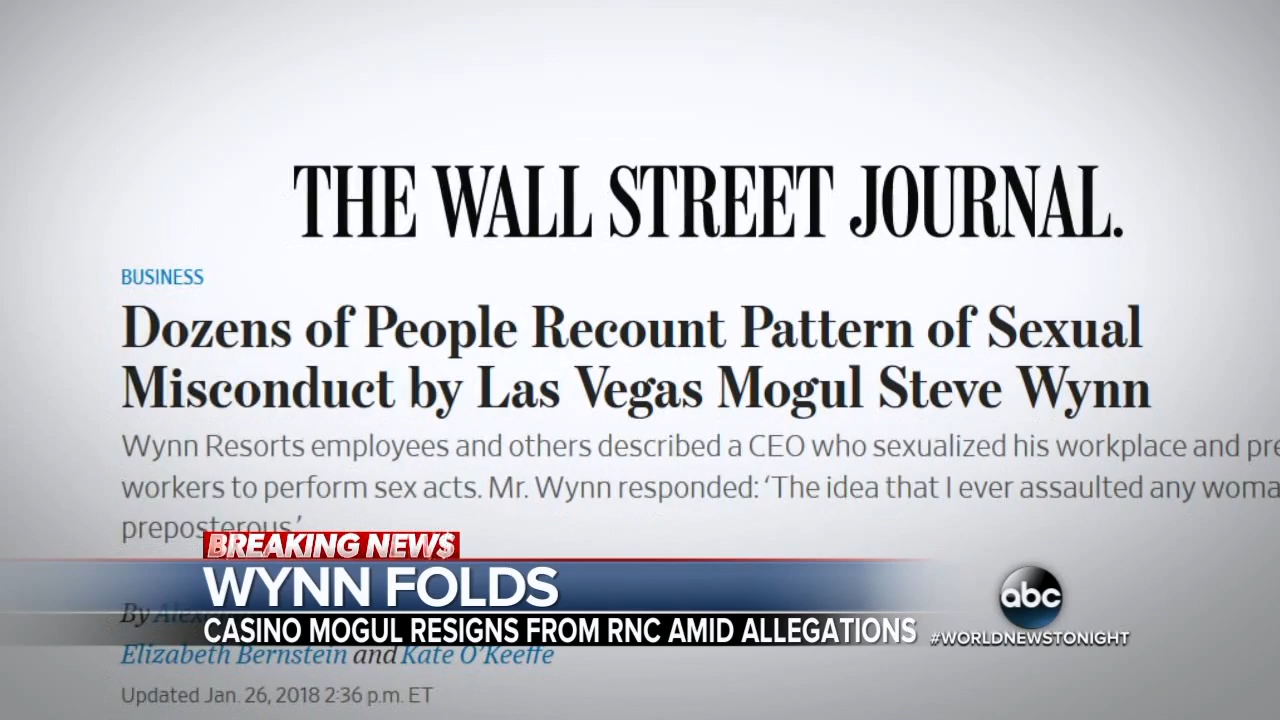 THE WALL STREET JOURNAL.
BUSINESS
Dozens of People Recount Pattern of Sexual
Misconduct by Las Vegas Mogul Steve Wynn
Wynn Resorts employees and others described a CEO who sexualized his workplace and
workers to perform sex acts. Mr. Wynn responded: ‘The idea that I ever assaulted any
preposterous.’
BREAKING NEW$
WYNN FOLDS
By
CASINO MOGUL RESIGNS FROM RNC AMID ALLEGATIONS
abc
#WORLDNEWSTONIGHT
Elizabeth Bernstein and Kate O'Keeffe
Updated Jan. 26, 2018 2:36 p.m. ET